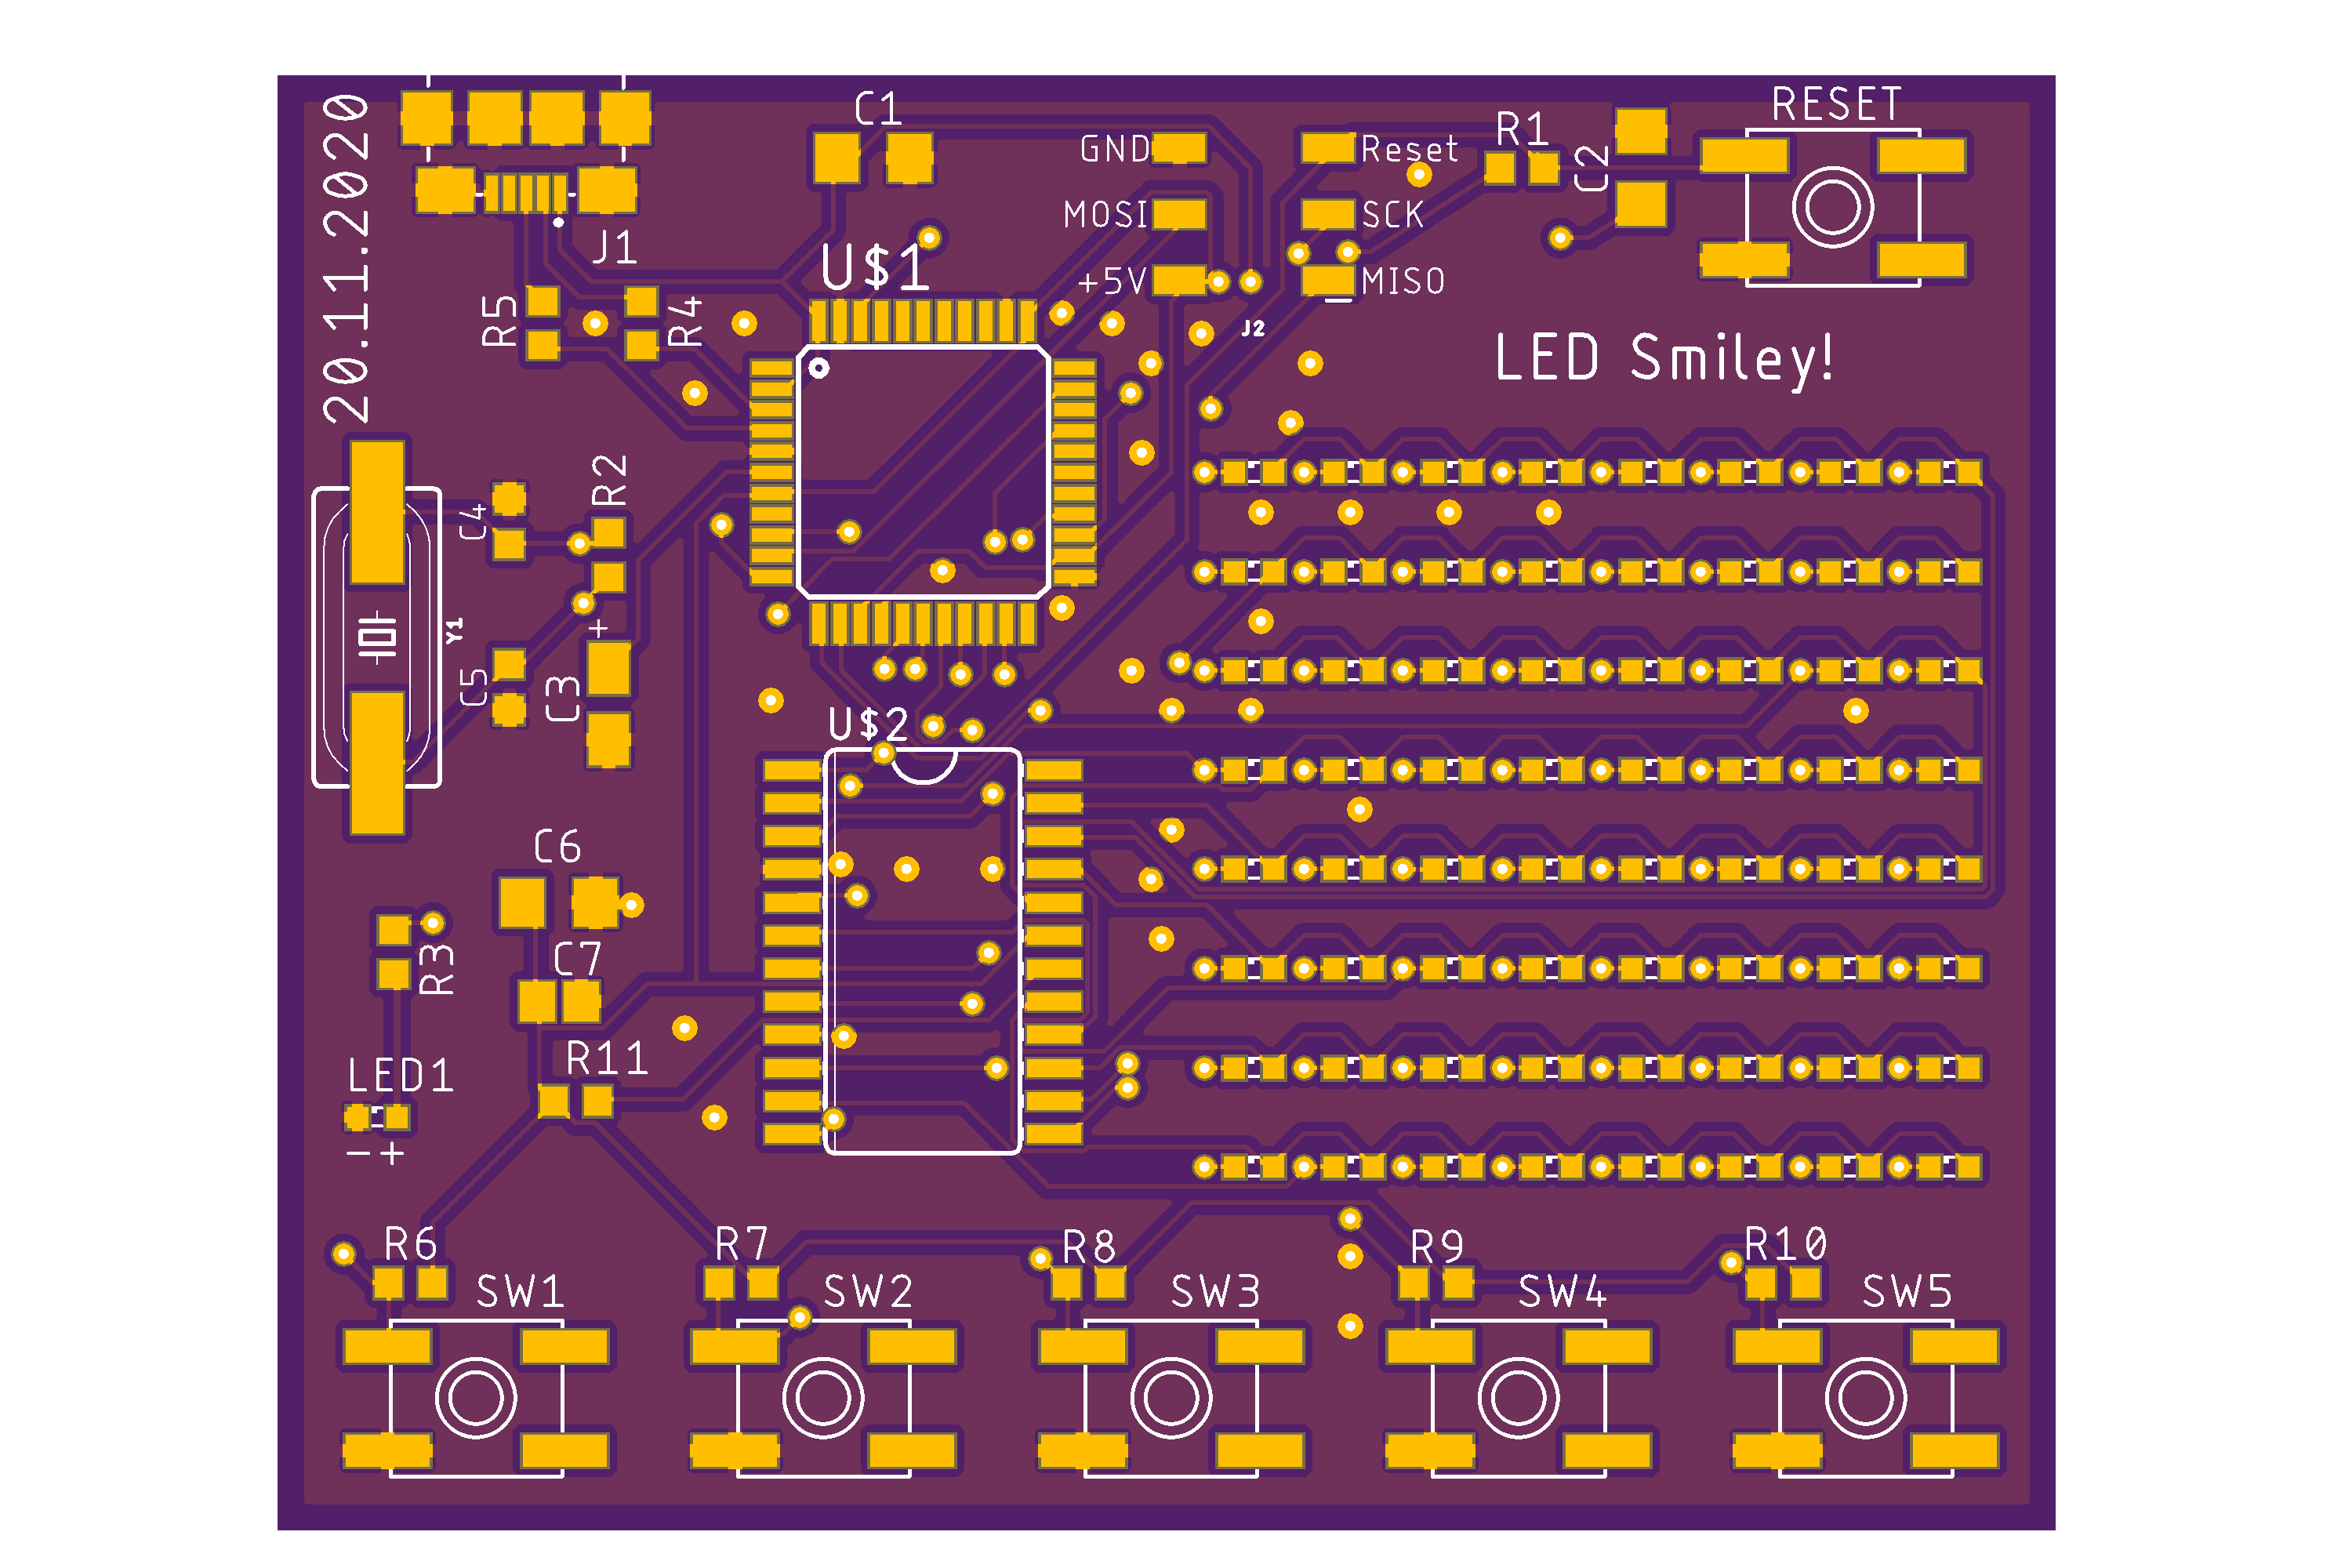 20.11.2020
C1
GND
MOSI
+5V
Reset
SCK
MISO
J2
R1
C2
RESET
J1
U$1
R5
R4
LED Smiley!
R2
C4
Y1
+
C5
C3
U$2
C6
R3
C7
R11
LED1
- +
R6
SW1
R7
SW2
R8
SW3
R9
SW4
R10
SW5